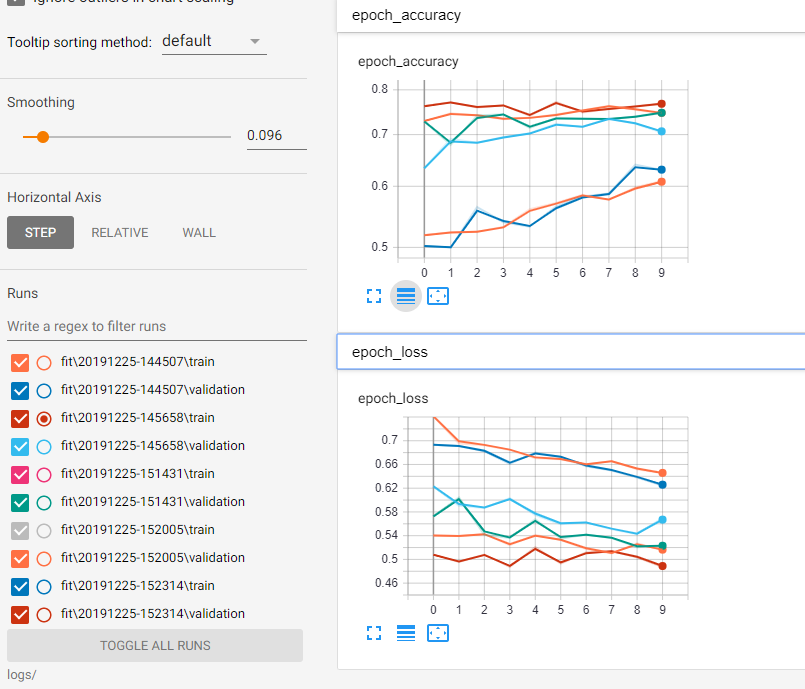 Ignore outliers in chart scaling
Tooltip sorting method: default
Smoothing
0.096
Horizontal Axis
STEP RELATIVE WALL
Runs
Write a regex to filter runs
fit\20191225-144507\train
fit\20191225-144507\validation
fit\20191225-145658\train
fit\20191225-145658\validation
fit\20191225-151431\train
fit\20191225-151431\validation
fit\20191225-152005\train
fit\20191225-152005\validation
fit\20191225-152314\train
fit\20191225-152314\validation
TOGGLE ALL RUNS
logs/
epoch_accuracy
epoch_accuracy
0.8
0.7
0.6
0.5
0 1 2 3 4 5 6 7 8 9
epoch_loss
epoch_loss
0.7
0.66
0.62
0.58
0.54
0.5
0.46
0 1 2 3 4 5 6 7 8 9